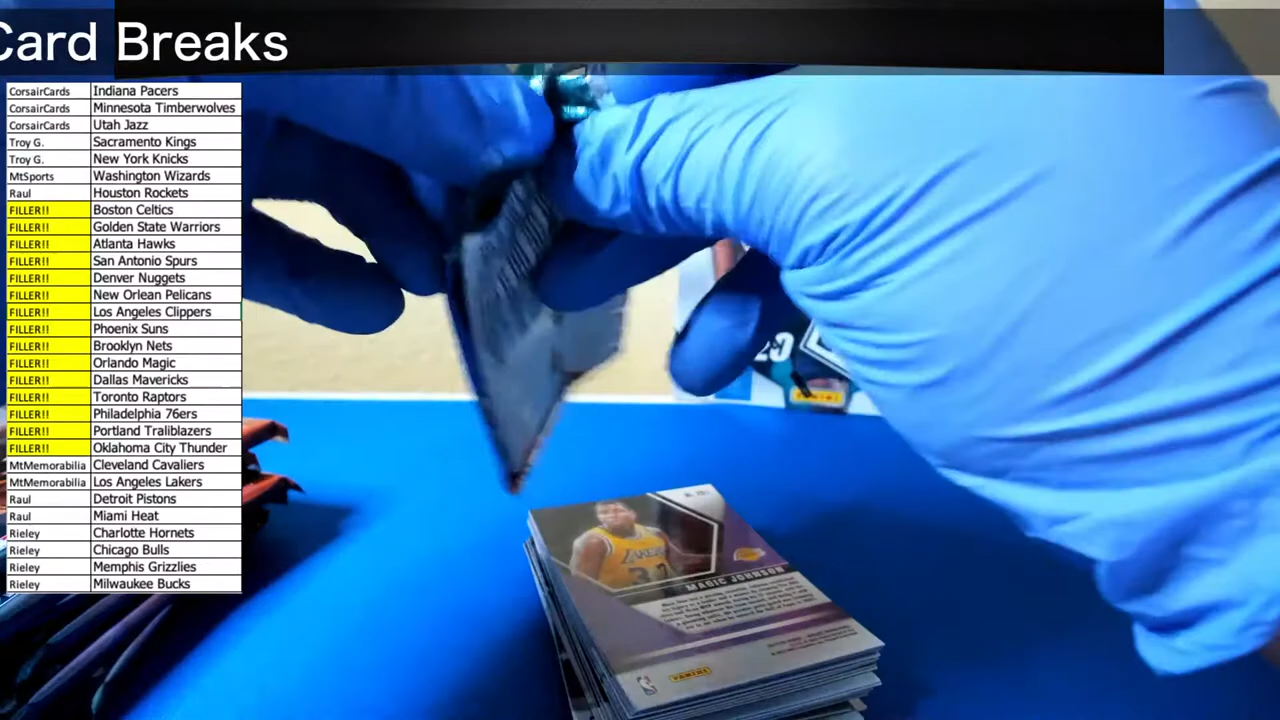 Card Breaks
CorsairCards Indiana Pacers
CorsairCards Minnesota Timberwolves
CorsairCards Utah Jazz
Troy G. Sacramento Kings
Troy G. New York Knicks
MtSports Washington Wizards
Raul Houston Rockets
FILLER!! Boston Celtics
FILLER!! Golden State Warriors
FILLER!! Atlanta Hawks
FILLER!! San Antonio Spurs
FILLER!! Denver Nuggets
FILLER!! New Orlean Pelicans
FILLER!! Los Angeles Clippers
FILLER!! Phoenix Suns
FILLER!! Brooklyn Nets
FILLER!! Orlando Magic
FILLER!! Dallas Mavericks
FILLER!! Toronto Raptors
FILLER!! Philadelphia 76ers
FILLER!! Portland Traliblazers
FILLER!! Oklahoma City Thunder
MtMemorabilia Cleveland Cavaliers
MtMemorabilia Los Angeles Lakers
Raul Detroit Pistons
Raul Miami Heat
Rieley Charlotte Hornets
Rieley Chicago Bulls
Rieley Memphis Grizzlies
Rieley Milwaukee Bucks
20
PANINI
LAKERS
32
MAGIC JOHNSON
PANINI